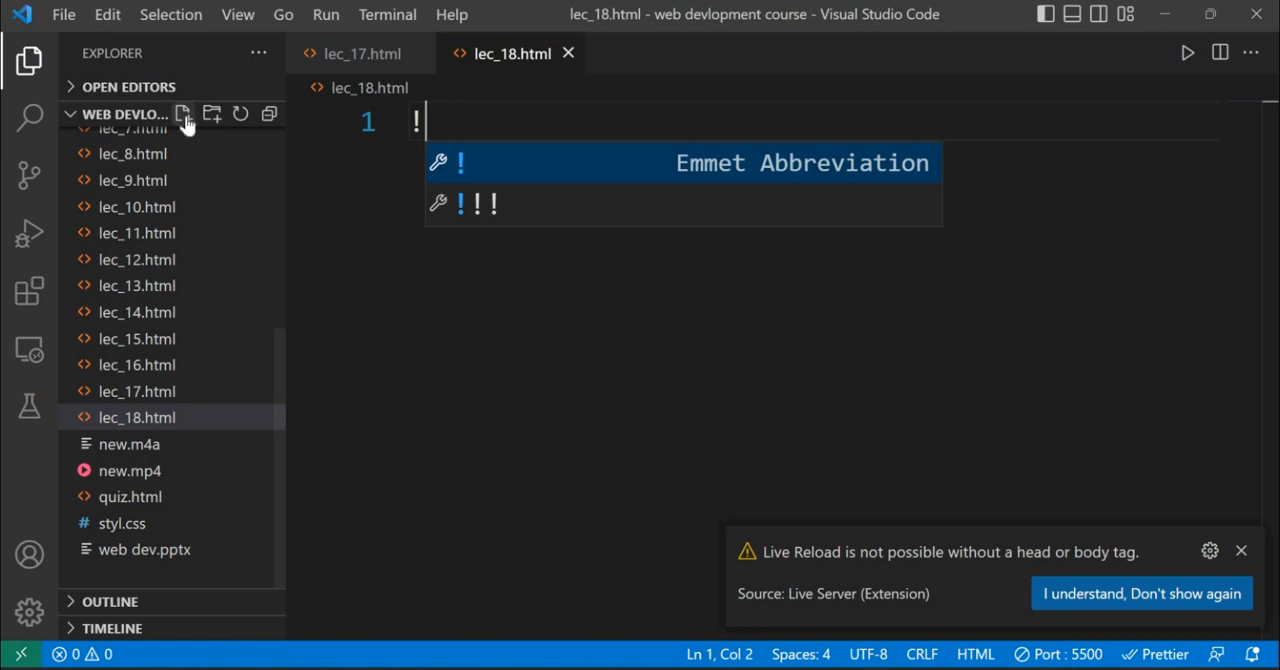 File Edit Selection View Go Run Terminal Help lec_18.html - web devlopment course - Visual Studio Code
EXPLORER
OPEN EDITORS
WEB DEVLO...
lec_7.html
lec_8.html
lec_9.html
lec_10.html
lec_11.html
lec_12.html
lec_13.html
lec_14.html
lec_15.html
lec_16.html
lec_17.html
lec_18.html
new.m4a
new.mp4
quiz.html
styl.css
web dev.pptx
OUTLINE
TIMELINE
lec_17.html lec_18.html
lec_18.html
1 !
! Emmet Abbreviation
!!!
Live Reload is not possible without a head or body tag.
Source: Live Server (Extension) I understand, Don't show again
0 0 Ln 1, Col 2 Spaces: 4 UTF-8 CRLF HTML Port : 5500 Prettier